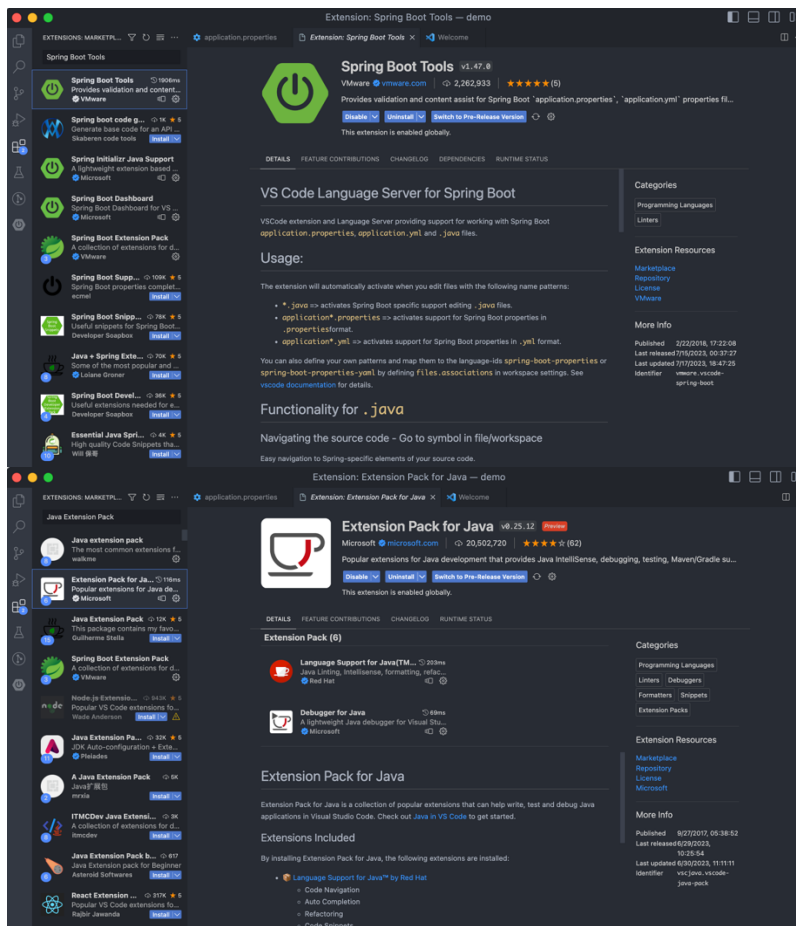 Extension: Spring Boot Tools — demo
EXTENSIONS: MARKETPL...
application.properties
Extension: Spring Boot Tools
Welcome
Spring Boot Tools
Spring Boot Tools 1906ms
Provides validation and content...
VMware
Spring boot code g... 1K ★ 5
Generate base code for an API ...
Skaberen code tools Install
Spring Initializr Java Support
A lightweight extension based ...
Microsoft
Spring Boot Dashboard
Spring Boot Dashboard for VS ...
Microsoft
Spring Boot Extension Pack
A collection of extensions for d...
VMware
3
Spring Boot Supp... 109K ★ 5
Spring Boot properties complet...
ecmel Install
Spring Boot Snipp... 78K ★ 5
Useful snippets for Spring Boot...
Developer Soapbox Install
Java + Spring Exte... 70K ★ 5
Some of the most popular and ...
Loiane Groner Install
8
Spring Boot Devel... 36K ★ 5
Useful extensions needed for e...
Developer Soapbox Install
4
Essential Java Spri... 4K ★ 5
High quality Code Snippets tha...
Will 保哥 Install
10
Spring Boot Tools v1.47.0
VMware vmware.com 2,262,933 ★★★★★ (5)
Provides validation and content assist for Spring Boot `application.properties`, `application.yml` properties fil...
Disable Uninstall Switch to Pre-Release Version
This extension is enabled globally.
DETAILS FEATURE CONTRIBUTIONS CHANGELOG DEPENDENCIES RUNTIME STATUS
VS Code Language Server for Spring Boot
VSCode extension and Language Server providing support for working with Spring Boot
application.properties, application.yml and .java files.
Usage:
The extension will automatically activate when you edit files with the following name patterns:
• *.java => activates Spring Boot specific support editing .java files.
• application*.properties => activates support for Spring Boot properties in
.propertiesformat.
• application*.yml => activates support for Spring Boot properties in .yml format.
You can also define your own patterns and map them to the language-ids spring-boot-properties or
spring-boot-properties-yaml by defining files.associations in workspace settings. See
vscode documentation for details.
Functionality for .java
Navigating the source code - Go to symbol in file/workspace
Easy navigation to Spring-specific elements of your source code.
Categories
Programming Languages
Linters
Extension Resources
Marketplace
Repository
License
VMware
More Info
Published 2/22/2018, 17:22:08
Last released 7/15/2023, 00:37:27
Last updated 7/17/2023, 18:47:25
Identifier vmware.vscode-
spring-boot
Extension: Extension Pack for Java — demo
EXTENSIONS: MARKETPL...
application.properties
Extension: Extension Pack for Java
Welcome
Java Extension Pack
Java extension pack
The most common extensions f...
walkme
3
Extension Pack for Ja... 116ms
Popular extensions for Java de...
Microsoft
6
Java Extension Pack 12K ★ 5
This package contains my favo...
Guilherme Stella Install
15
Spring Boot Extension Pack
A collection of extensions for d...
VMware
3
Node.js Extensio... 943K ★ 5
Popular VS Code extensions fo...
Wade Anderson Install
Java Extension Pa... 32K ★ 5
JDK Auto-configuration + Exte...
Pleiades Install
11
A Java Extension Pack 5K
Java扩展包
mrxia Install
2
ITMCDev Java Extensi... 3K
A collection of extensions for d...
itmcdev Install
8
Java Extension Pack b... 617
Java Extension pack for Beginner
Asteroid Softwares Install
6
React Extension ... 317K ★ 5
Popular VS Code extensions fo...
Rajbir Jawanda Install
Extension Pack for Java v0.25.12 Preview
Microsoft microsoft.com 20,502,720 ★★★★☆ (62)
Popular extensions for Java development that provides Java IntelliSense, debugging, testing, Maven/Gradle su...
Disable Uninstall Switch to Pre-Release Version
This extension is enabled globally.
DETAILS FEATURE CONTRIBUTIONS CHANGELOG RUNTIME STATUS
Extension Pack (6)
Language Support for Java(TM... 203ms
Java Linting, Intellisense, formatting, refac...
Red Hat
Debugger for Java 69ms
A lightweight Java debugger for Visual Stu...
Microsoft
Extension Pack for Java
Extension Pack for Java is a collection of popular extensions that can help write, test and debug Java
applications in Visual Studio Code. Check out Java in VS Code to get started.
Extensions Included
By installing Extension Pack for Java, the following extensions are installed:
• Language Support for Java™ by Red Hat
○ Code Navigation
○ Auto Completion
○ Refactoring
○ Code Snippets
Categories
Programming Languages
Linters Debuggers
Formatters Snippets
Extension Packs
Extension Resources
Marketplace
Repository
License
Microsoft
More Info
Published 9/27/2017, 05:38:52
Last released 6/29/2023,
10:25:54
Last updated 6/30/2023, 11:11:11
Identifier vscjava.vscode-
java-pack